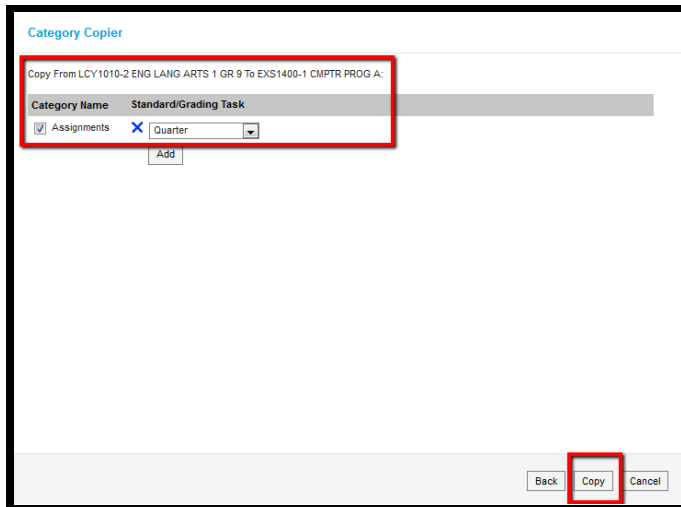 Category Copier
Copy From LCY1010-2 ENG LANG ARTS 1 GR 9 To EXS1400-1 CMPTR PROG A:
Category Name Standard/Grading Task
Assignments Quarter
Add
Back Copy Cancel